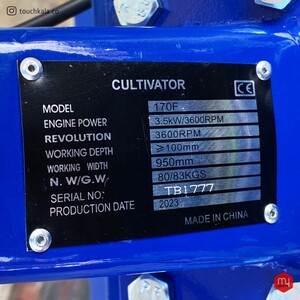 touchkala.co
CULTIVATOR
CE
MODEL 170F
ENGINE POWER 3.5kW/3600RPM
REVOLUTION 3600RPM
WORKING DEPTH ≥100mm
WORKING WIDTH 950mm
N. W/G.W 80/83KGS
SERIAL NO: TB1777
PRODUCTION DATE 2023
MADE IN CHINA